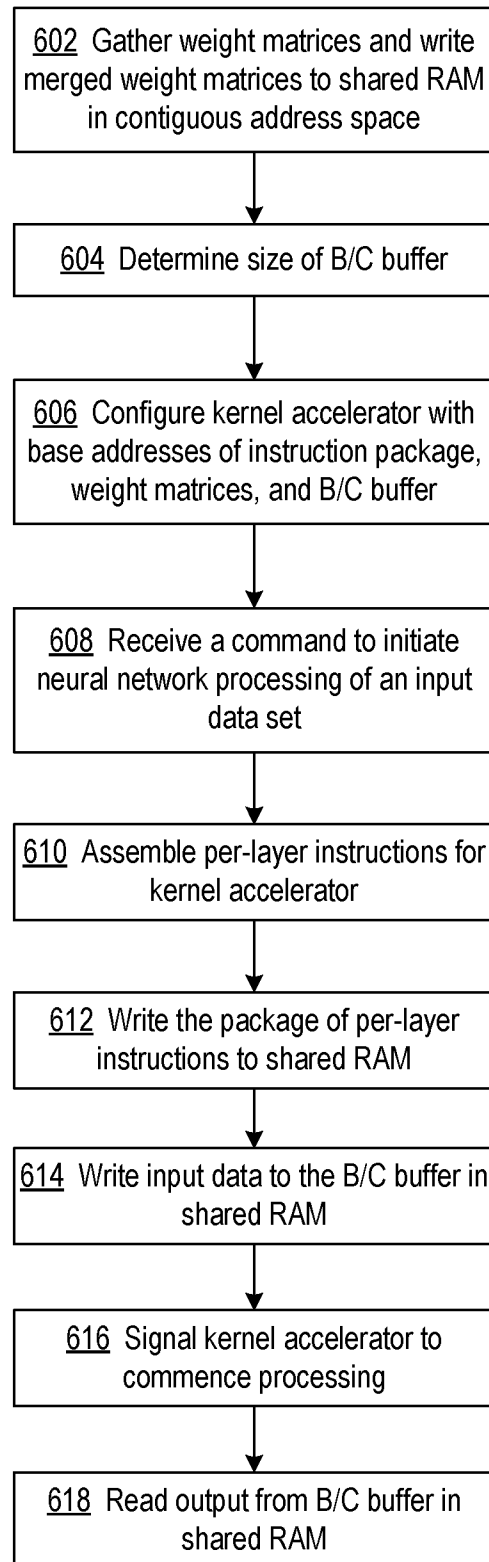 602 Gather weight matrices and write
merged weight matrices to shared RAM
in contiguous address space
604 Determine size of B/C buffer
606 Configure kernel accelerator with
base addresses of instruction package,
weight matrices, and B/C buffer
608 Receive a command to initiate
neural network processing of an input
data set
610 Assemble per-layer instructions for
kernel accelerator
612 Write the package of per-layer
instructions to shared RAM
614 Write input data to the B/C buffer in
shared RAM
616 Signal kernel accelerator to
commence processing
618 Read output from B/C buffer in
shared RAM